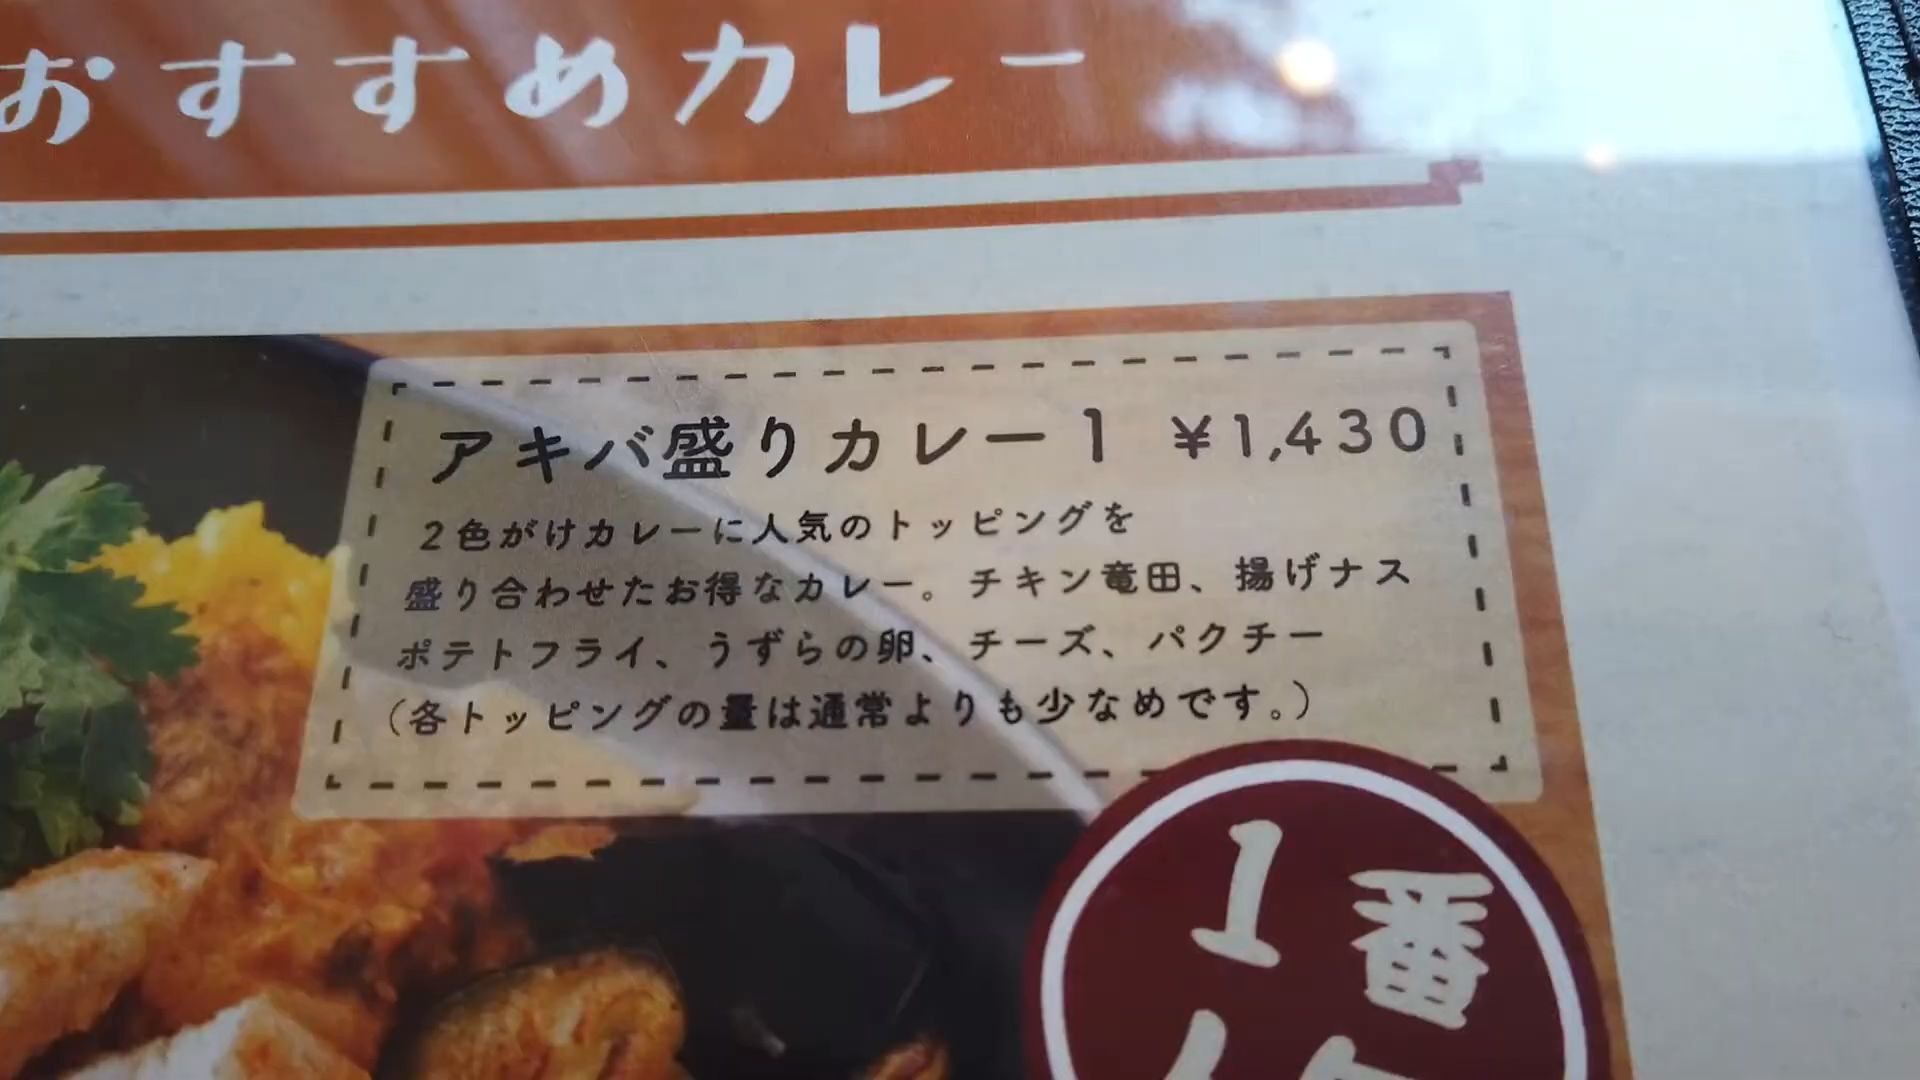 おすすめカレー
アキバ盛りカレー1 ¥1,430
2色がけカレーに人気のトッピングを
盛り合わせたお得なカレー。チキン竜田、揚げナス
ポテトフライ、うずらの卵、チーズ、パクチー
（各トッピングの量は通常よりも少なめです。）
1番